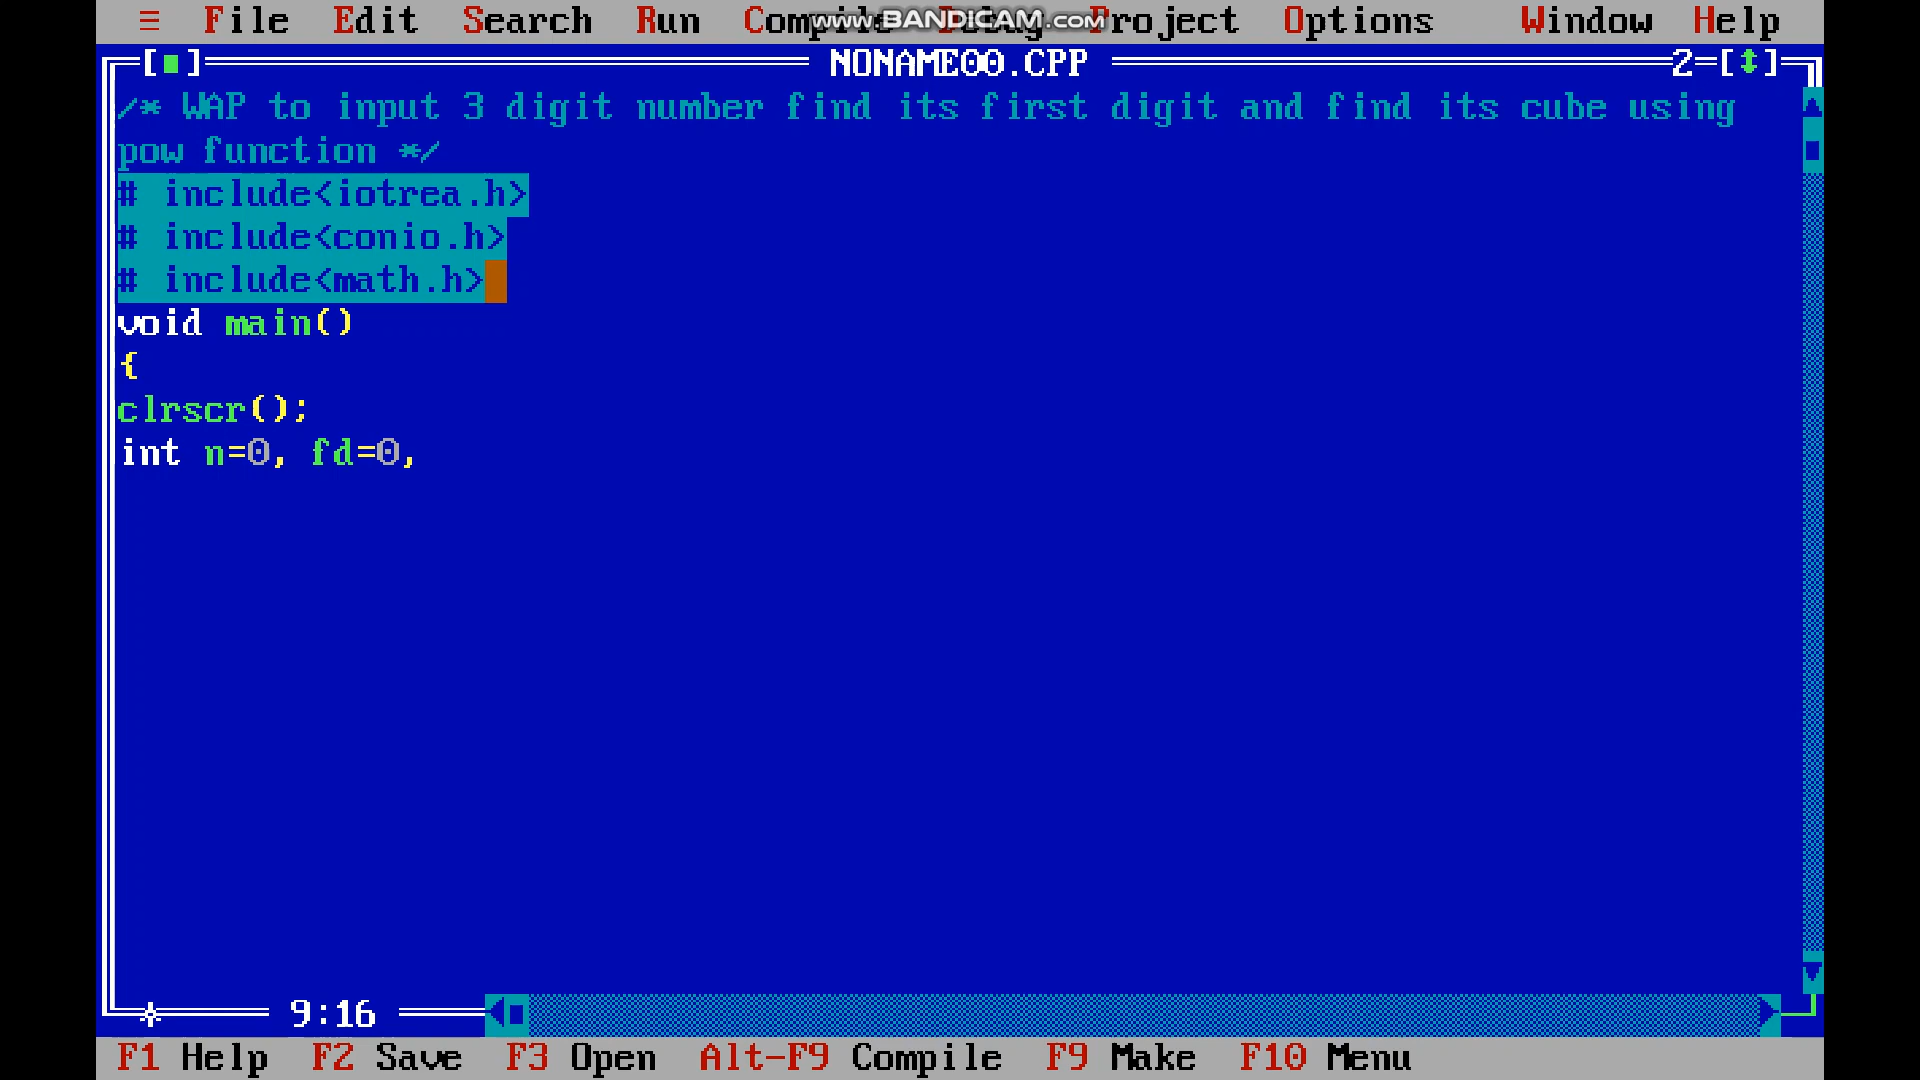 ≡ File Edit Search Run Compile Debug Project Options Window Help
www.BANDICAM.com
[■] NONAME00.CPP 2=[↕]
/* WAP to input 3 digit number find its first digit and find its cube using
pow function */
# include<iotrea.h>
# include<conio.h>
# include<math.h>
void main()
{
clrscr();
int n=0, fd=0,
9:16
F1 Help F2 Save F3 Open Alt-F9 Compile F9 Make F10 Menu